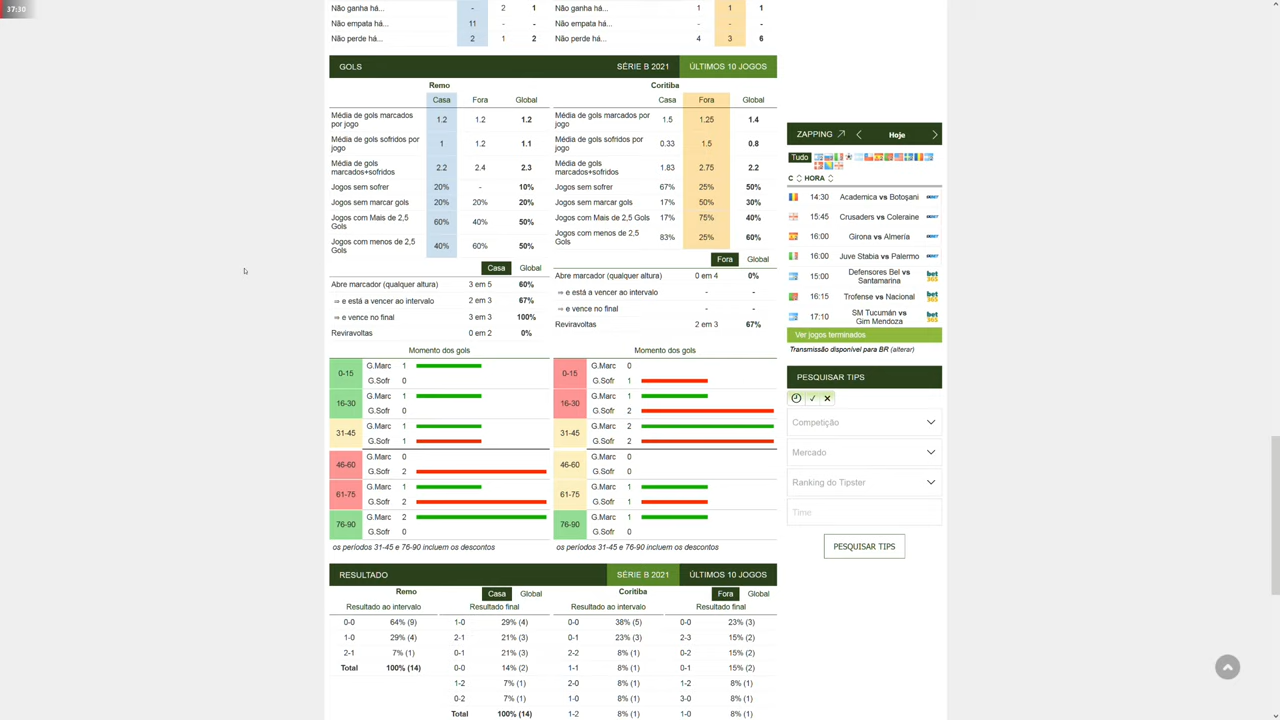 37:30
Não ganha há... - 2 1 Não ganha há... 1 1 1
Não empata há... 11 - - Não empata há... - - -
Não perde há... 2 1 2 Não perde há... 4 3 6
GOLS SÉRIE B 2021 ÚLTIMOS 10 JOGOS
Remo Coritiba
Casa Fora Global Casa Fora Global
Média de gols marcados por jogo 1.2 1.2 1.2 Média de gols marcados por jogo 1.5 1.25 1.4
Média de gols sofridos por jogo 1 1.2 1.1 Média de gols sofridos por jogo 0.33 1.5 0.8
Média de gols marcados+sofridos 2.2 2.4 2.3 Média de gols marcados+sofridos 1.83 2.75 2.2
Jogos sem sofrer 20% - 10% Jogos sem sofrer 67% 25% 50%
Jogos sem marcar gols 20% 20% 20% Jogos sem marcar gols 17% 50% 30%
Jogos com Mais de 2,5 Gols 60% 40% 50% Jogos com Mais de 2,5 Gols 17% 75% 40%
Jogos com menos de 2,5 Gols 40% 60% 50% Jogos com menos de 2,5 Gols 83% 25% 60%
Casa Global Fora Global
Abre marcador (qualquer altura) 3 em 5 60% Abre marcador (qualquer altura) 0 em 4 0%
⇒ e está a vencer ao intervalo 2 em 3 67% ⇒ e está a vencer ao intervalo - -
⇒ e vence no final 3 em 3 100% ⇒ e vence no final - -
Reviravoltas 0 em 2 0% Reviravoltas 2 em 3 67%
Momento dos gols Momento dos gols
0-15 G.Marc 1 0-15 G.Marc 0
G.Sofr 0 G.Sofr 1
16-30 G.Marc 1 16-30 G.Marc 1
G.Sofr 0 G.Sofr 2
31-45 G.Marc 1 31-45 G.Marc 2
G.Sofr 1 G.Sofr 2
46-60 G.Marc 0 46-60 G.Marc 0
G.Sofr 2 G.Sofr 0
61-75 G.Marc 1 61-75 G.Marc 1
G.Sofr 2 G.Sofr 1
76-90 G.Marc 2 76-90 G.Marc 1
G.Sofr 0 G.Sofr 0
os períodos 31-45 e 76-90 incluem os descontos os períodos 31-45 e 76-90 incluem os descontos
RESULTADO SÉRIE B 2021 ÚLTIMOS 10 JOGOS
Remo Casa Global Coritiba Fora Global
Resultado ao intervalo Resultado final Resultado ao intervalo Resultado final
0-0 64% (9) 1-0 29% (4) 0-0 38% (5) 0-0 23% (3)
1-0 29% (4) 2-1 21% (3) 0-1 23% (3) 2-3 15% (2)
2-1 7% (1) 0-1 21% (3) 2-2 8% (1) 0-2 15% (2)
Total 100% (14) 0-0 14% (2) 1-1 8% (1) 0-1 15% (2)
1-2 7% (1) 2-0 8% (1) 1-2 8% (1)
0-2 7% (1) 1-0 8% (1) 3-0 8% (1)
Total 100% (14) 1-2 8% (1) 1-0 8% (1)
ZAPPING Hoje
Tudo
C HORA
14:30 Academica vs Botoşani
15:45 Crusaders vs Coleraine
16:00 Girona vs Almería
16:00 Juve Stabia vs Palermo
15:00 Defensores Bel vs Santamarina bet365
16:15 Trofense vs Nacional bet365
17:10 SM Tucumán vs Gim Mendoza bet365
Ver jogos terminados
Transmissão disponível para BR (alterar)
PESQUISAR TIPS
Competição
Mercado
Ranking do Tipster
Time
PESQUISAR TIPS